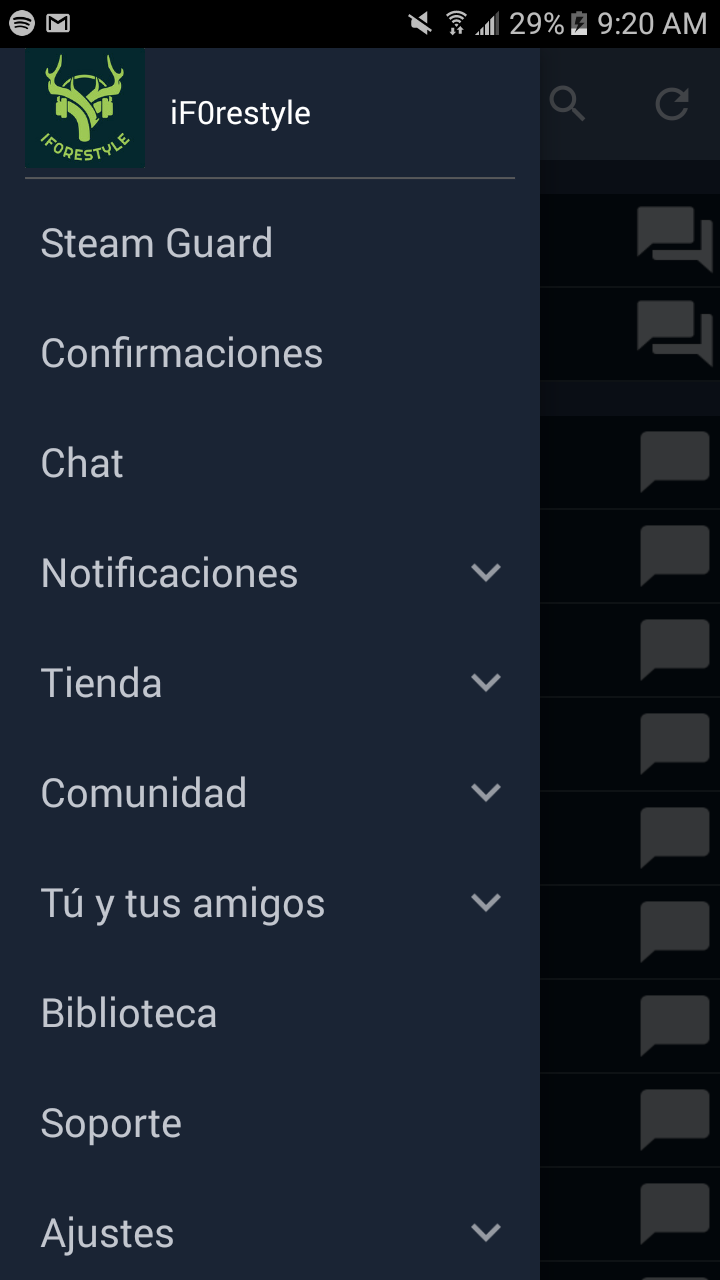 29% 9:20 AM
iF0restyle
IFORESTYLE
Steam Guard
Confirmaciones
Chat
Notificaciones
Tienda
Comunidad
Tú y tus amigos
Biblioteca
Soporte
Ajustes